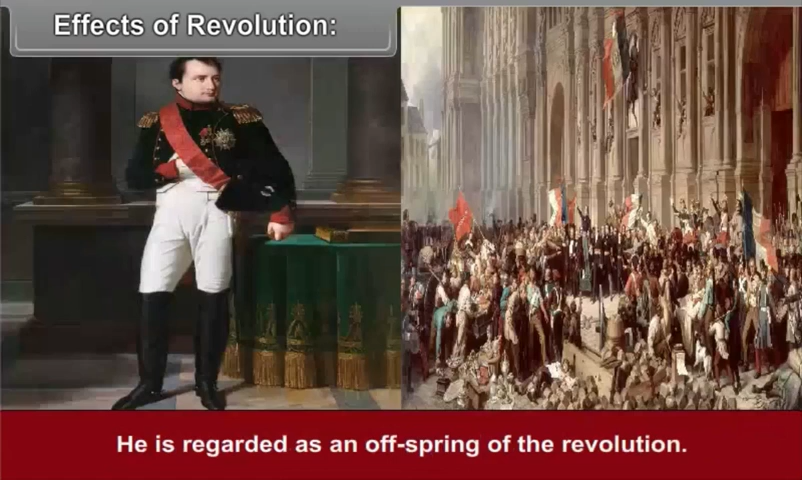 Effects of Revolution:
He is regarded as an off-spring of the revolution.